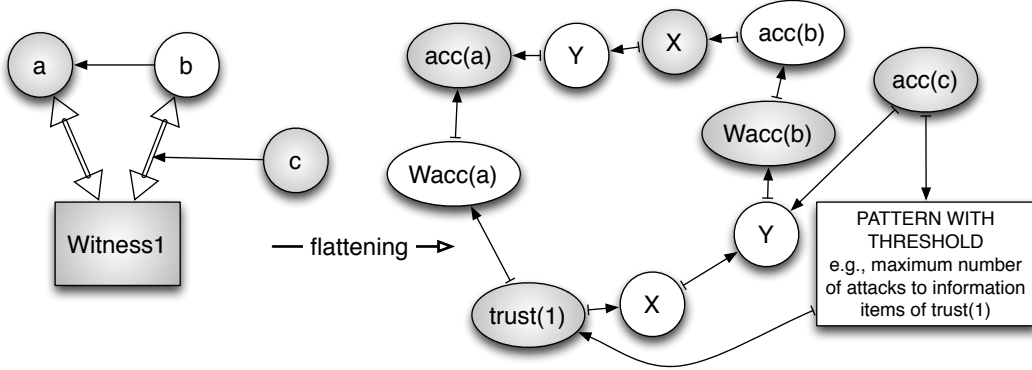 a
b
c
Witness1
flattening
acc(a)
Y
X
acc(b)
acc(c)
Wacc(a)
Wacc(b)
Y
trust(1)
X
PATTERN WITH
THRESHOLD
e.g., maximum number
of attacks to information
items of trust(1)